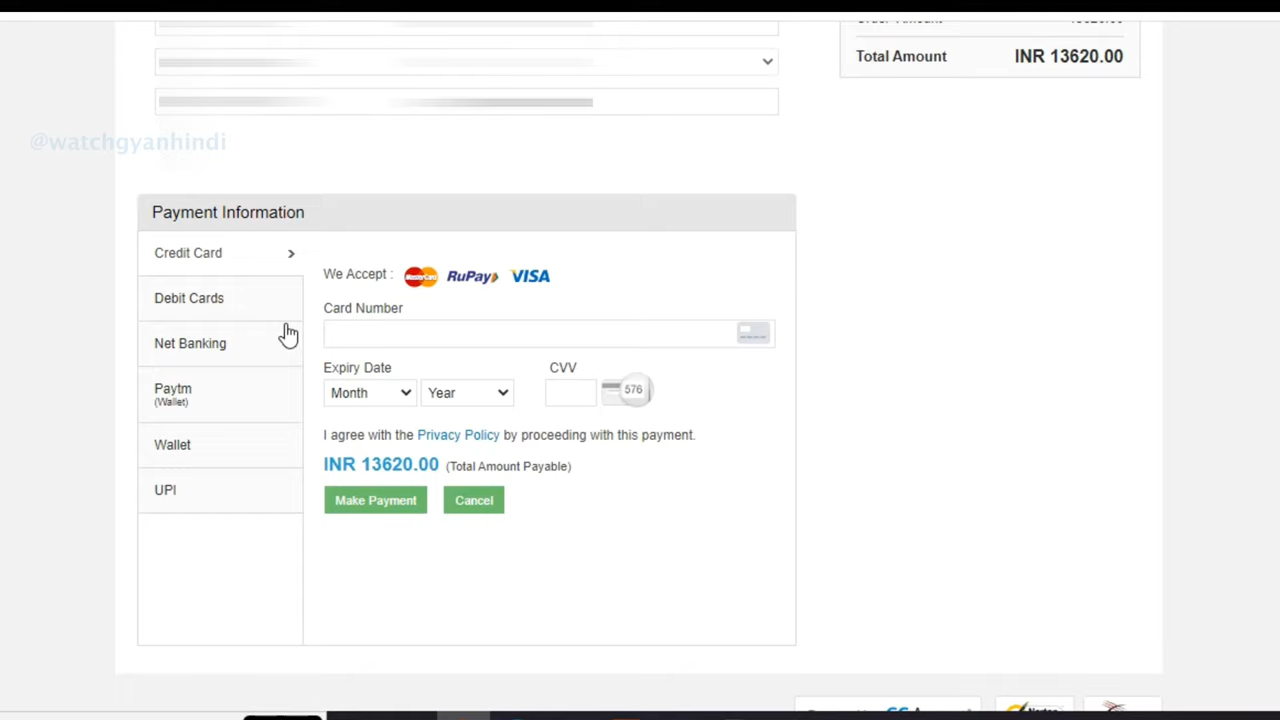 Total Amount INR 13620.00
@watchgyanhindi
Payment Information
Credit Card
Debit Cards
Net Banking
Paytm
(Wallet)
Wallet
UPI
We Accept : MasterCard RuPay VISA
Card Number
Expiry Date CVV
Month Year 576
I agree with the Privacy Policy by proceeding with this payment.
INR 13620.00 (Total Amount Payable)
Make Payment Cancel